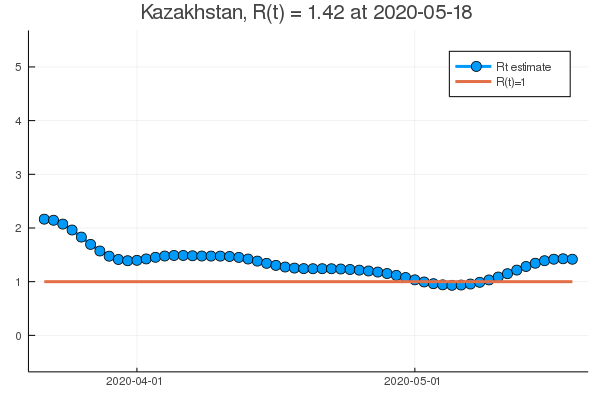 Kazakhstan, R(t) = 1.42 at 2020-05-18
Rt estimate
R(t)=1
5
4
3
2
1
0
2020-04-01
2020-05-01